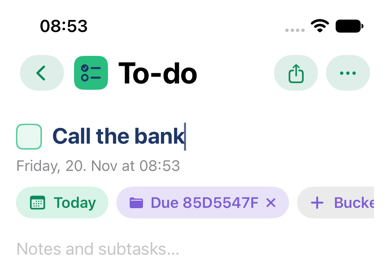 08:53
To-do
Call the bank
Friday, 20. Nov at 08:53
Today Due 85D5547F × + Bucke
Notes and subtasks...